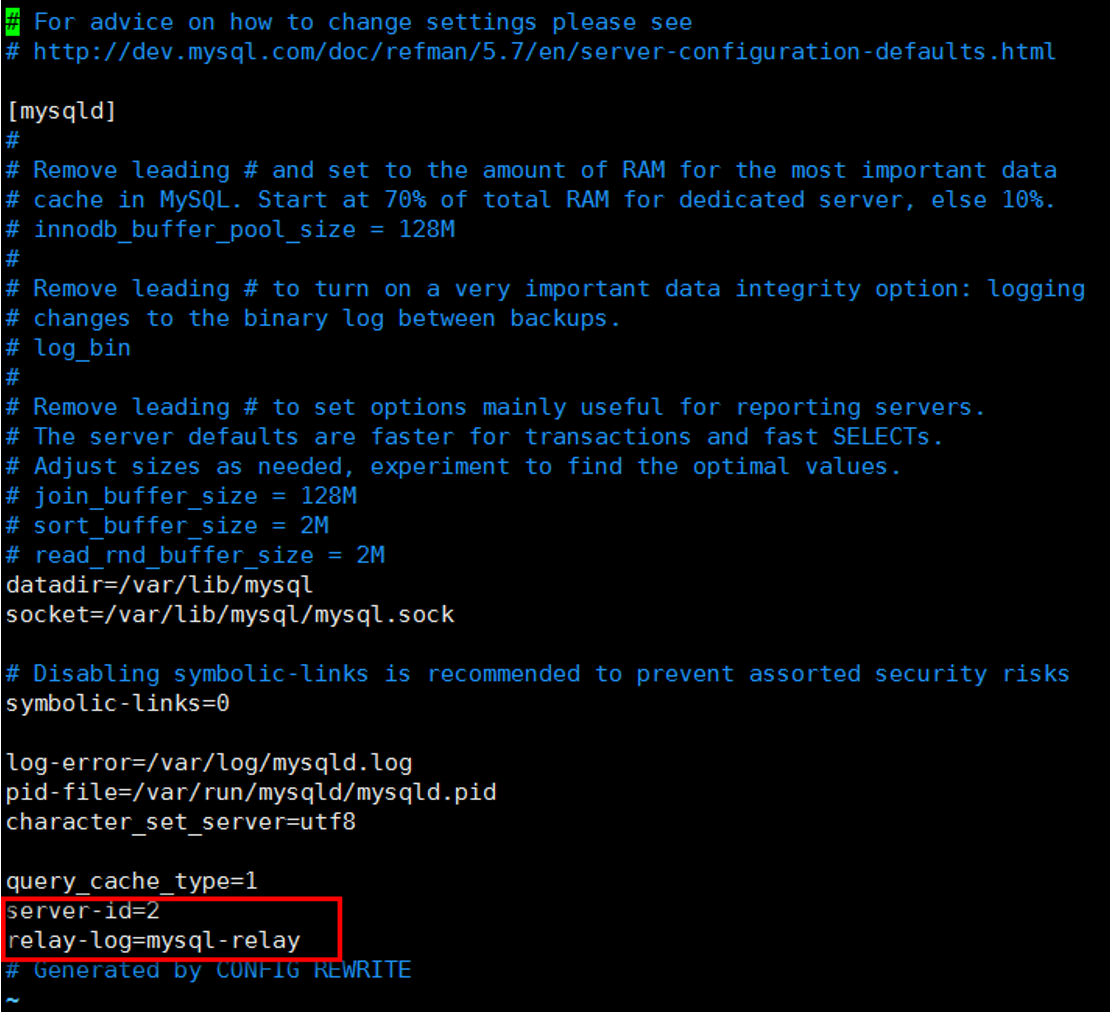 # For advice on how to change settings please see
# http://dev.mysql.com/doc/refman/5.7/en/server-configuration-defaults.html
[mysqld]
#
# Remove leading # and set to the amount of RAM for the most important data
# cache in MySQL. Start at 70% of total RAM for dedicated server, else 10%.
# innodb_buffer_pool_size = 128M
#
# Remove leading # to turn on a very important data integrity option: logging
# changes to the binary log between backups.
# log_bin
#
# Remove leading # to set options mainly useful for reporting servers.
# The server defaults are faster for transactions and fast SELECTs.
# Adjust sizes as needed, experiment to find the optimal values.
# join_buffer_size = 128M
# sort_buffer_size = 2M
# read_rnd_buffer_size = 2M
datadir=/var/lib/mysql
socket=/var/lib/mysql/mysql.sock
# Disabling symbolic-links is recommended to prevent assorted security risks
symbolic-links=0
log-error=/var/log/mysqld.log
pid-file=/var/run/mysqld/mysqld.pid
character_set_server=utf8
query_cache_type=1
server-id=2
relay-log=mysql-relay
# Generated by CONFIG REWRITE
~